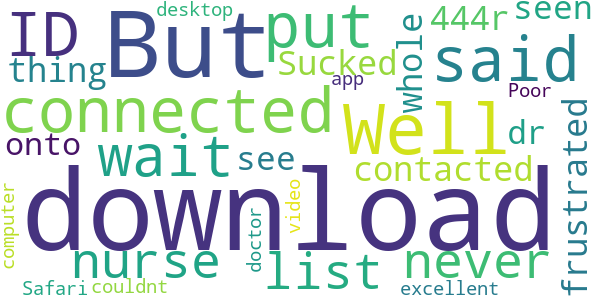 desktop
ID
But
put
444r
seen
thing
Sucked
app
whole
said
connected
Well
Poor
onto
wait
see
dr
contacted
frustrated
download
computer
nurse
doctor
video
list
never
Safari
couldnt
excellent